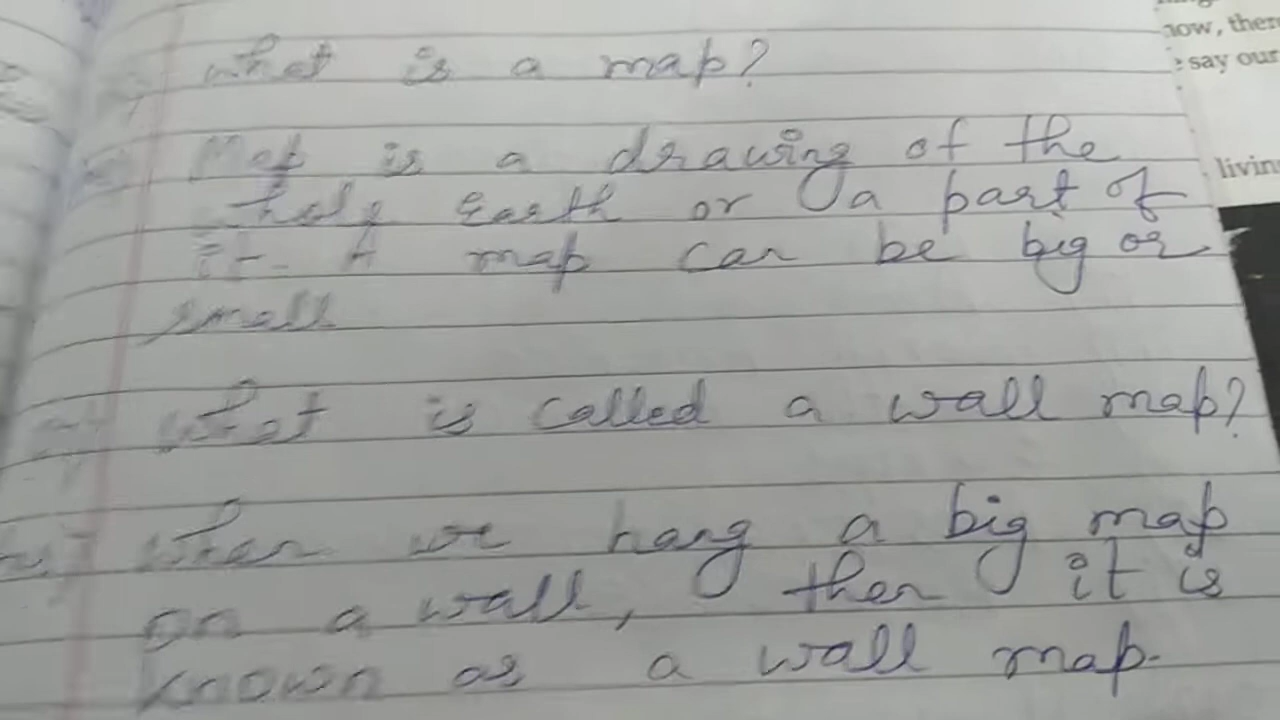 What is a map?
Map is a drawing of the
whole Earth or a part of
it. A map can be big or
small
What is called a wall map?
When we hang a big map
on a wall, then it is
known as a wall map.
now, then
say our
livin